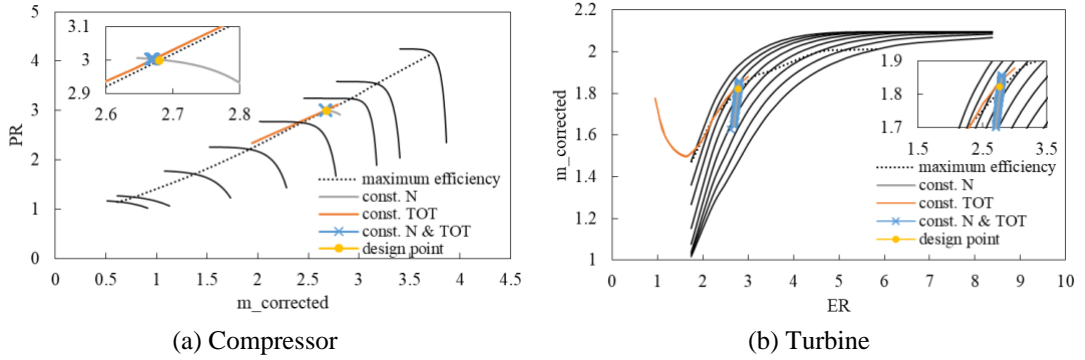 5
4
3
2
1
0
PR
3.1
3
2.9
2.6
2.7
2.8
maximum efficiency
const. N
const. TOT
const. N & TOT
design point
0 0.5 1 1.5 2 2.5 3 3.5 4 4.5
m_corrected
(a) Compressor
2.2
2
1.8
1.6
1.4
1.2
1
m_corrected
1.9
1.8
1.7
1.5 2.5 3.5
maximum efficiency
const. N
const. TOT
const. N & TOT
design point
0 1 2 3 4 5 6 7 8 9 10
ER
(b) Turbine